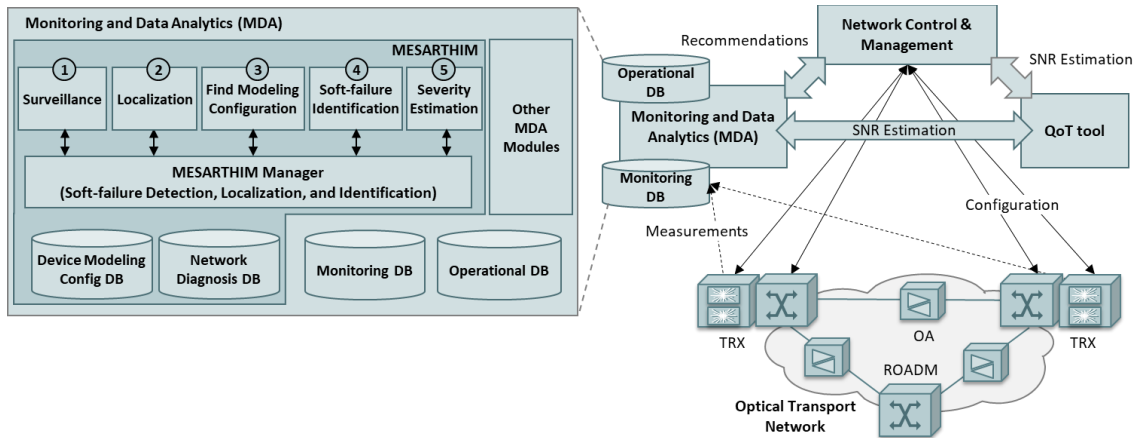 Monitoring and Data Analytics (MDA)
MESARTHIM
1
Surveillance
2
Localization
3
Find Modeling
Configuration
4
Soft-failure
Identification
5
Severity
Estimation
MESARTHIM Manager
(Soft-failure Detection, Localization, and Identification)
Other
MDA
Modules
Device Modeling
Config DB
Network
Diagnosis DB
Monitoring DB
Operational DB
Network Control &
Management
Recommendations
SNR Estimation
Operational
DB
Monitoring and Data
Analytics (MDA)
SNR Estimation
QoT tool
Monitoring
DB
Measurements
Configuration
TRX
OA
TRX
ROADM
Optical Transport
Network